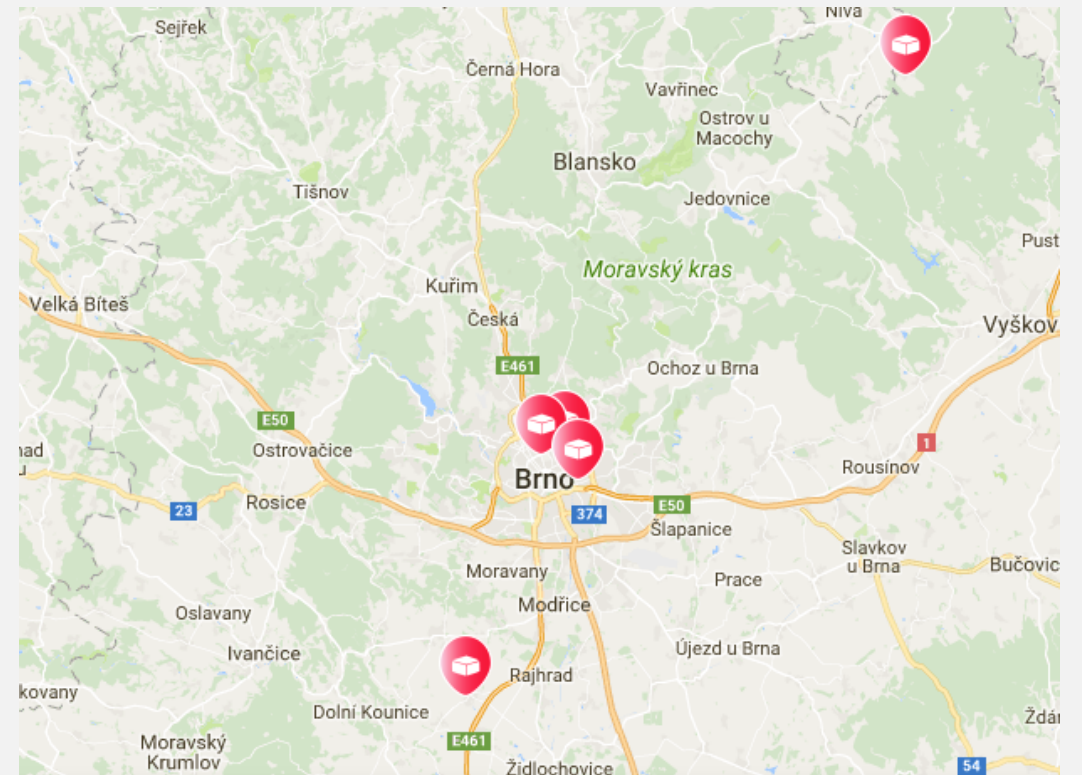 Niva
Sejřek
Černá Hora
Vavřinec
Ostrov u
Macochy
Blansko
Tišnov
Jedovnice
Pust
Moravský kras
Kuřim
Velká Bíteš
Česká
Vyškov
E461
Ochoz u Brna
E50
1
Ostrovačice
nad
u
Rousínov
Brno
Rosice
23
E50
374
Šlapanice
Slavkov
u Brna
Bučovic
Moravany
Prace
Modřice
Oslavany
Ivančice
Újezd u Brna
Rajhrad
kovany
Dolní Kounice
Ždár
Moravský
Krumlov
E461
Židlochovice
54